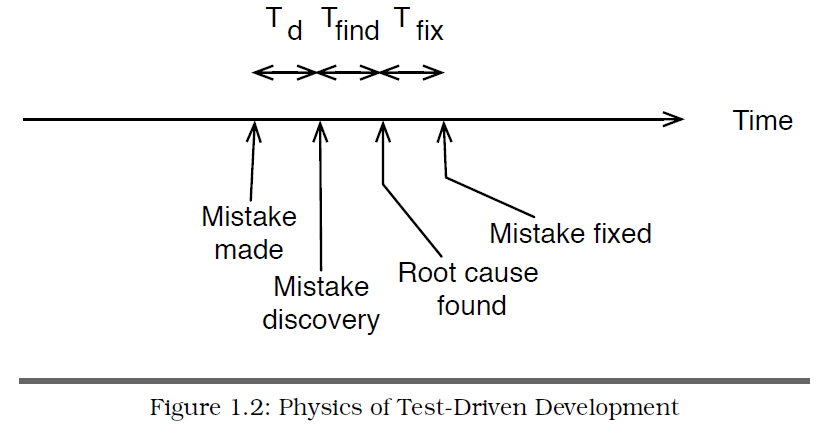 T d T find T fix
Time
Mistake
made
Mistake
discovery
Root cause
found
Mistake fixed
Figure 1.2: Physics of Test-Driven Development